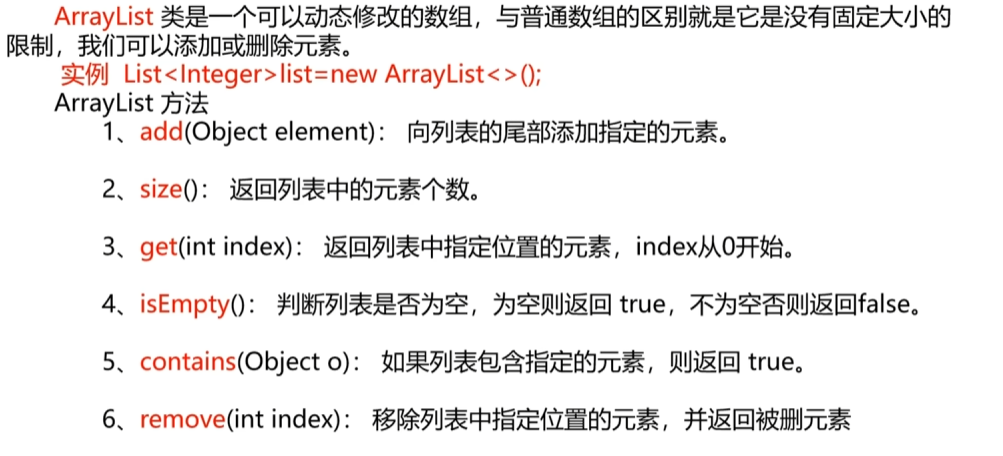 ArrayList 类是一个可以动态修改的数组，与普通数组的区别就是它是没有固定大小的
限制，我们可以添加或删除元素。
实例 List<Integer>list=new ArrayList<>();
ArrayList 方法
1、add(Object element)： 向列表的尾部添加指定的元素。
2、size()： 返回列表中的元素个数。
3、get(int index)： 返回列表中指定位置的元素，index从0开始。
4、isEmpty()： 判断列表是否为空，为空则返回 true，不为空否则返回false。
5、contains(Object o)： 如果列表包含指定的元素，则返回 true。
6、remove(int index)： 移除列表中指定位置的元素，并返回被删元素